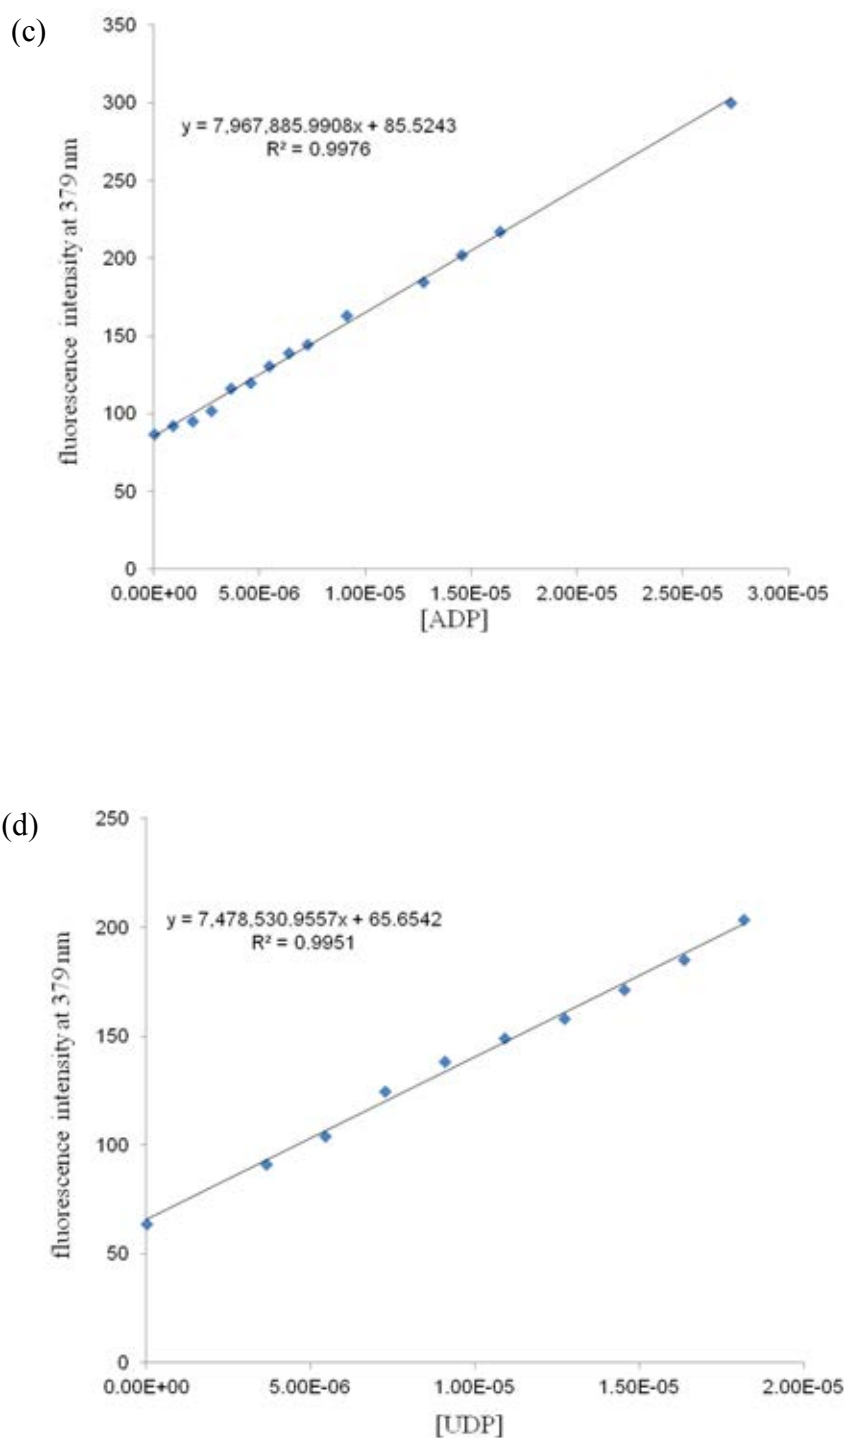 (c)
350
300
250
200
150
100
50
0
y = 7,967,885.9908x + 85.5243
R² = 0.9976
fluorescence intensity at 379 nm
0.00E+00 5.00E-06 1.00E-05 1.50E-05 2.00E-05 2.50E-05 3.00E-05
[ADP]
(d)
250
200
150
100
50
0
y = 7,478,530.9557x + 65.6542
R² = 0.9951
fluorescence intensity at 379 nm
0.00E+00 5.00E-06 1.00E-05 1.50E-05 2.00E-05
[UDP]